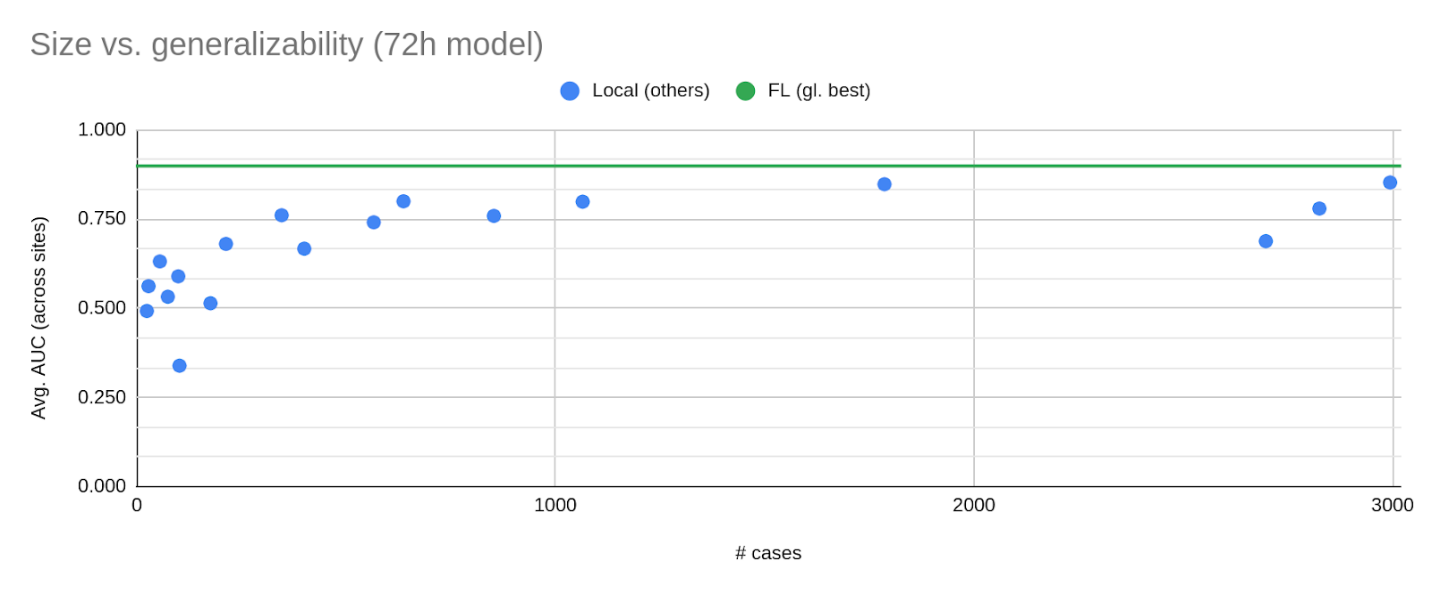 Size vs. generalizability (72h model)
Local (others) FL (gl. best)
1.000
0.750
0.500
0.250
0.000
Avg. AUC (across sites)
0 1000 2000 3000
# cases